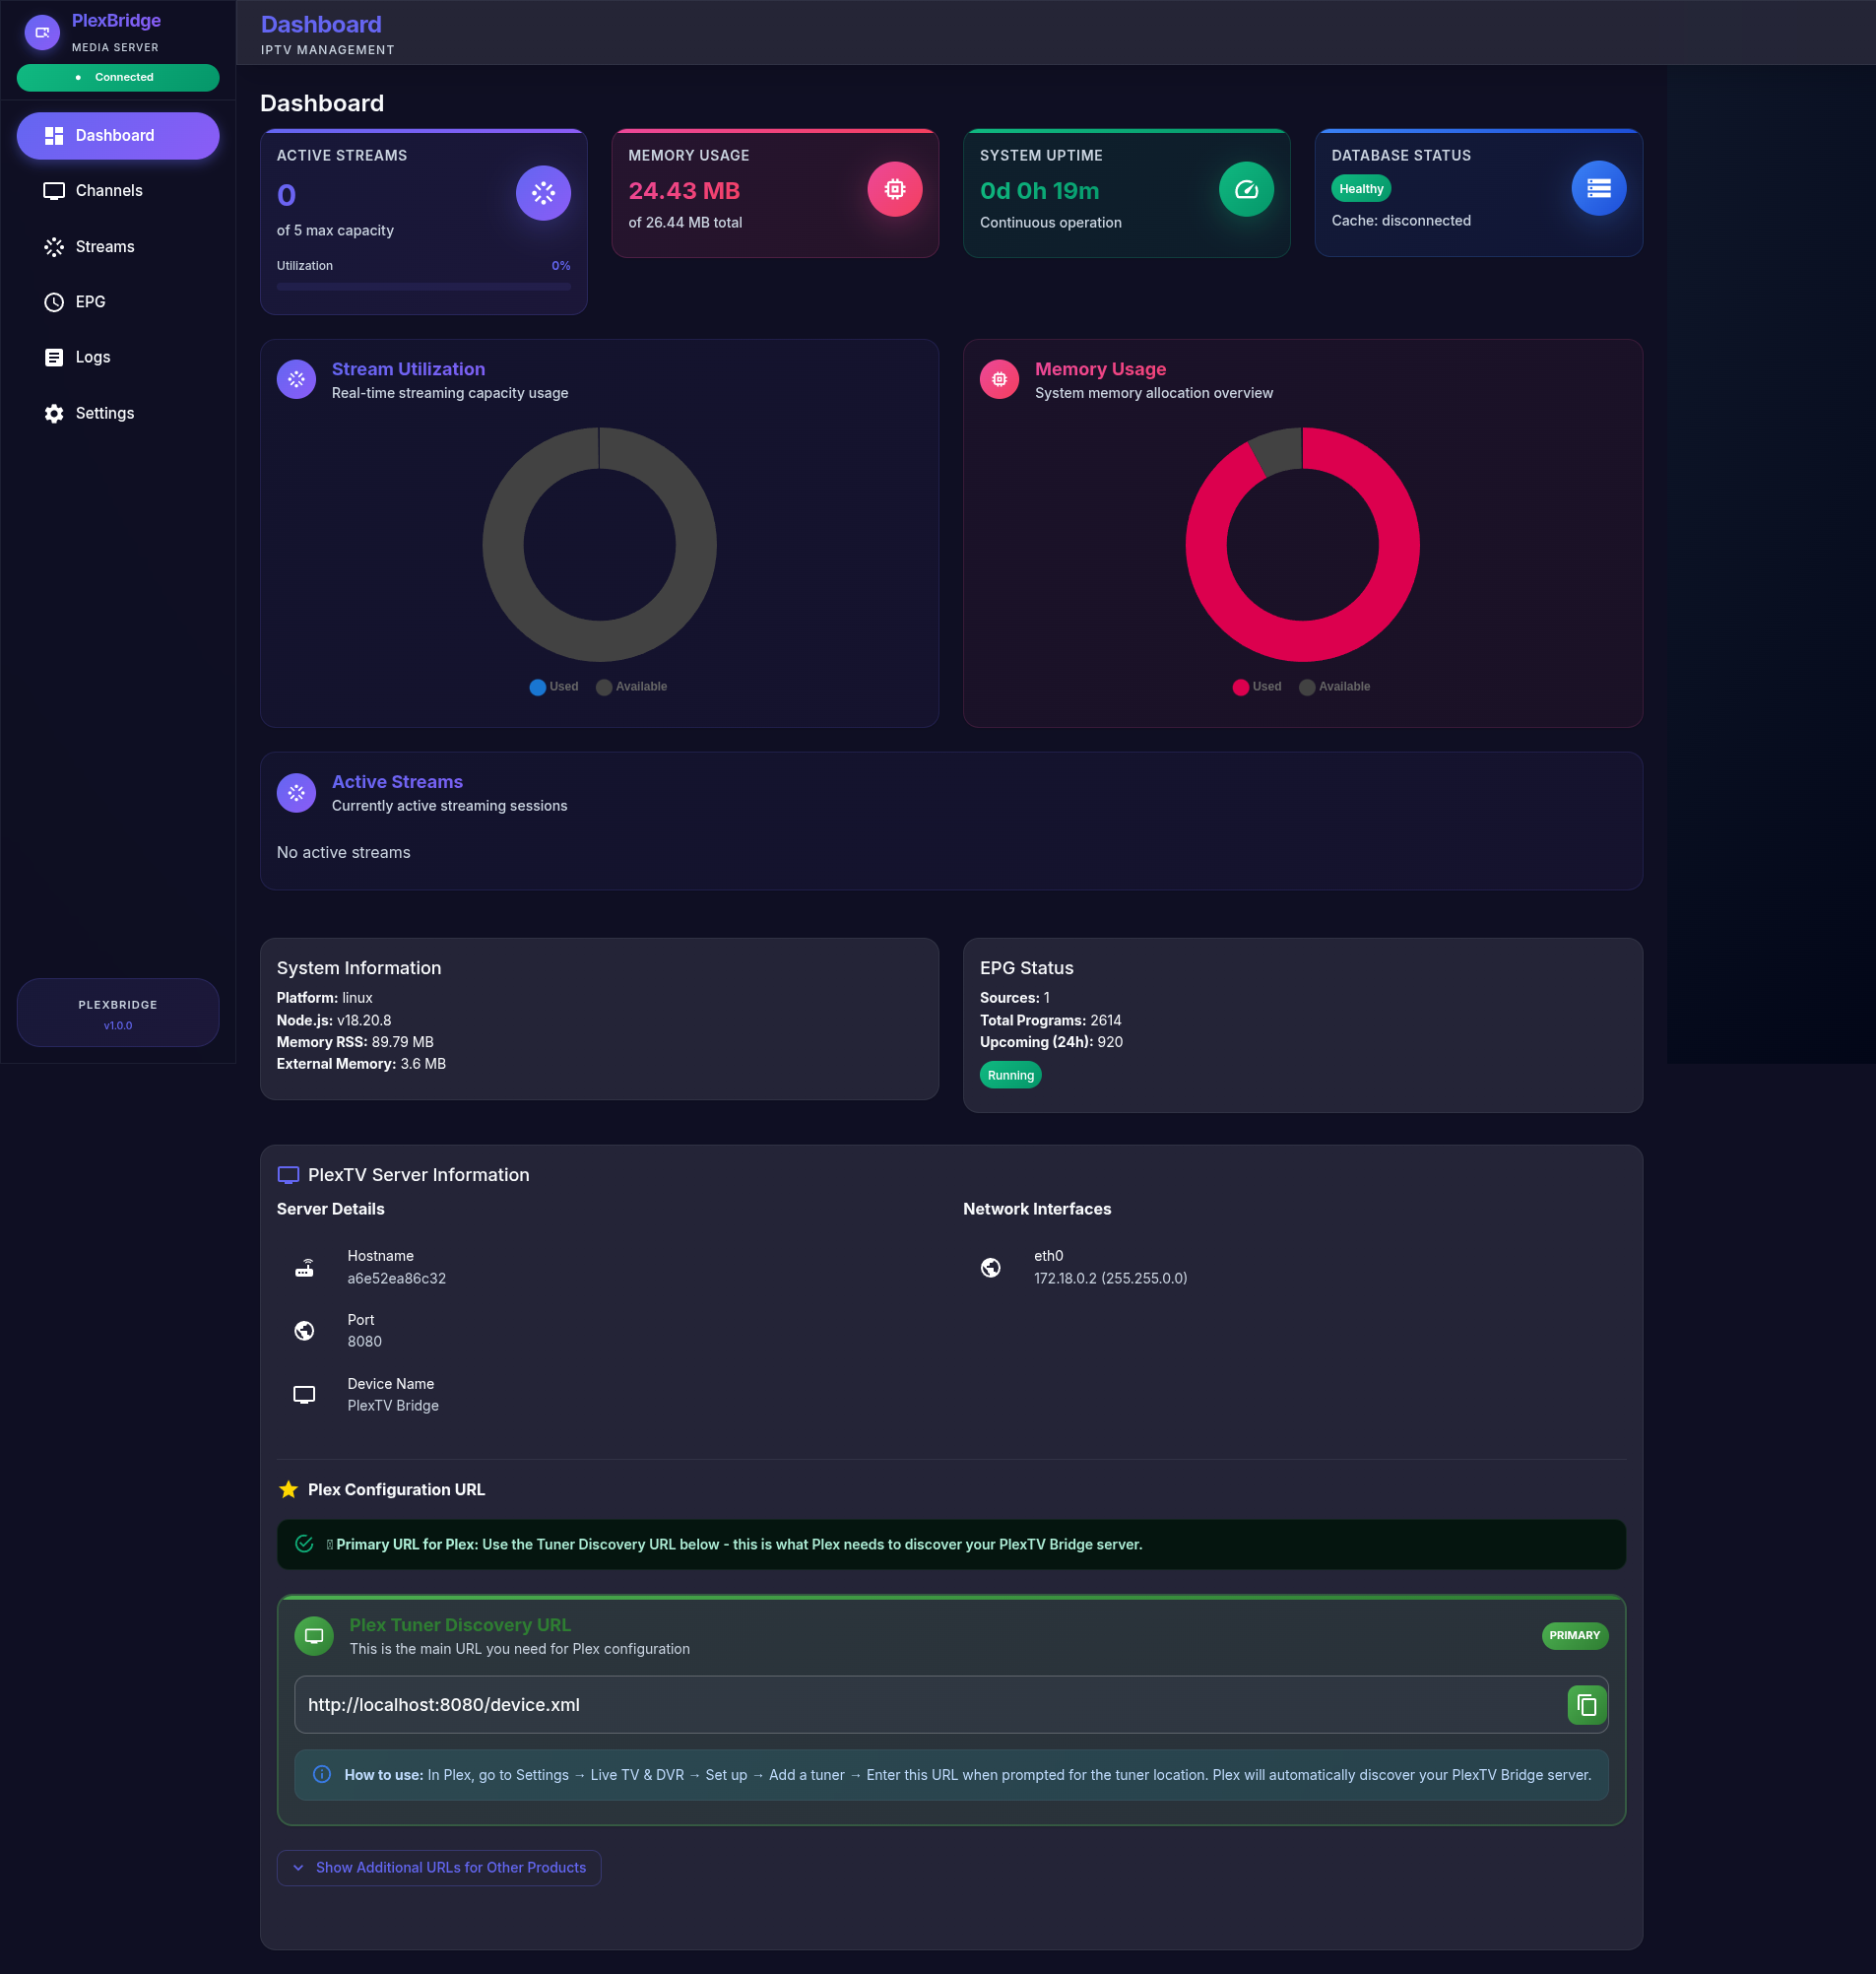 PlexBridge
MEDIA SERVER
Connected
Dashboard
Channels
Streams
EPG
Logs
Settings
PLEXBRIDGE
v1.0.0
Dashboard
IPTV MANAGEMENT
Dashboard
ACTIVE STREAMS
0
of 5 max capacity
Utilization 0%
MEMORY USAGE
24.43 MB
of 26.44 MB total
SYSTEM UPTIME
0d 0h 19m
Continuous operation
DATABASE STATUS
Healthy
Cache: disconnected
Stream Utilization
Real-time streaming capacity usage
Used Available
Memory Usage
System memory allocation overview
Used Available
Active Streams
Currently active streaming sessions
No active streams
System Information
Platform: linux
Node.js: v18.20.8
Memory RSS: 89.79 MB
External Memory: 3.6 MB
EPG Status
Sources: 1
Total Programs: 2614
Upcoming (24h): 920
Running
PlexTV Server Information
Server Details
Hostname
a6e52ea86c32
Port
8080
Device Name
PlexTV Bridge
Network Interfaces
eth0
172.18.0.2 (255.255.0.0)
Plex Configuration URL
Primary URL for Plex: Use the Tuner Discovery URL below - this is what Plex needs to discover your PlexTV Bridge server.
Plex Tuner Discovery URL
This is the main URL you need for Plex configuration
PRIMARY
http://localhost:8080/device.xml
How to use: In Plex, go to Settings → Live TV & DVR → Set up → Add a tuner → Enter this URL when prompted for the tuner location. Plex will automatically discover your PlexTV Bridge server.
Show Additional URLs for Other Products